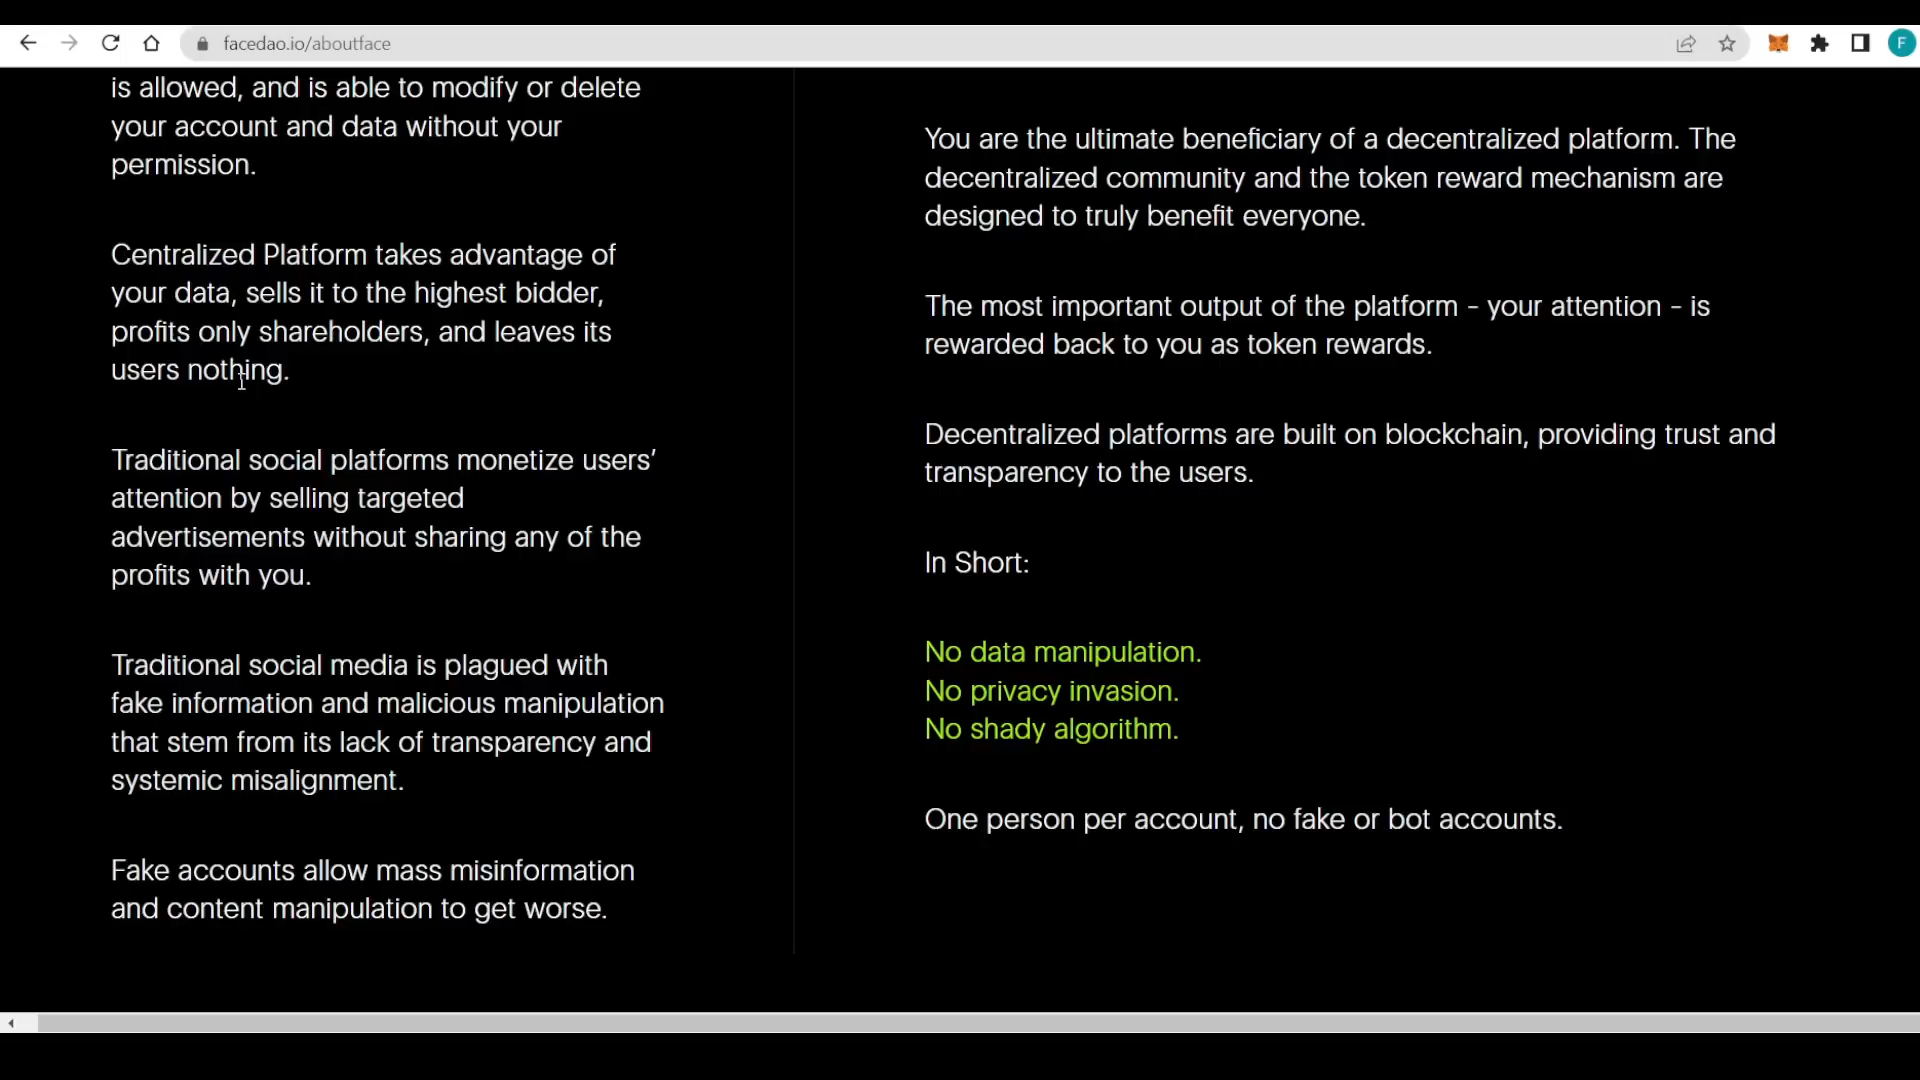 facedao.io/aboutface
F
is allowed, and is able to modify or delete
your account and data without your
permission.
Centralized Platform takes advantage of
your data, sells it to the highest bidder,
profits only shareholders, and leaves its
users nothing.
Traditional social platforms monetize users’
attention by selling targeted
advertisements without sharing any of the
profits with you.
Traditional social media is plagued with
fake information and malicious manipulation
that stem from its lack of transparency and
systemic misalignment.
Fake accounts allow mass misinformation
and content manipulation to get worse.
You are the ultimate beneficiary of a decentralized platform. The
decentralized community and the token reward mechanism are
designed to truly benefit everyone.
The most important output of the platform - your attention - is
rewarded back to you as token rewards.
Decentralized platforms are built on blockchain, providing trust and
transparency to the users.
In Short:
No data manipulation.
No privacy invasion.
No shady algorithm.
One person per account, no fake or bot accounts.